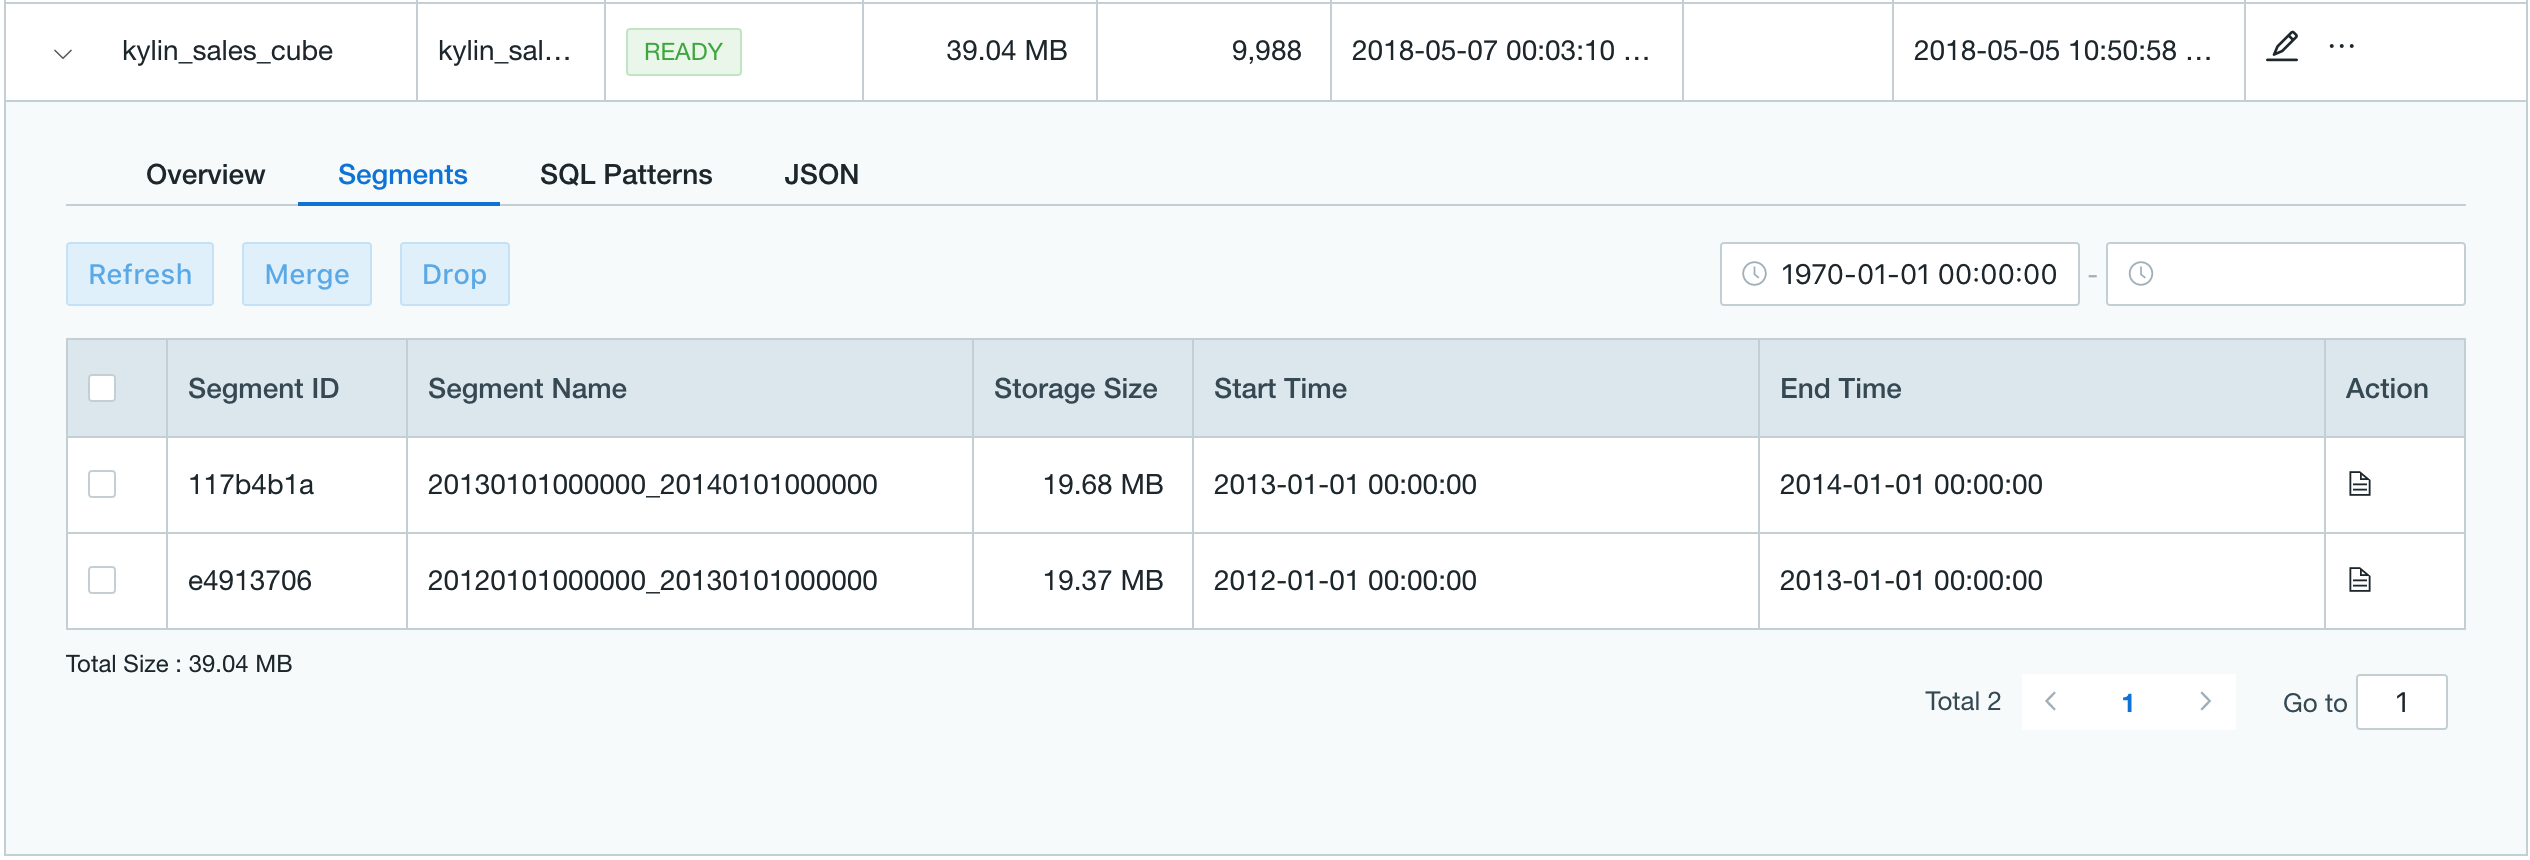 kylin_sales_cube kylin_sal... READY 39.04 MB 9,988 2018-05-07 00:03:10 ... 2018-05-05 10:50:58 ... ...
Overview Segments SQL Patterns JSON
Refresh Merge Drop 1970-01-01 00:00:00 -
Segment ID Segment Name Storage Size Start Time End Time Action
117b4b1a 20130101000000_20140101000000 19.68 MB 2013-01-01 00:00:00 2014-01-01 00:00:00
e4913706 20120101000000_20130101000000 19.37 MB 2012-01-01 00:00:00 2013-01-01 00:00:00
Total Size : 39.04 MB
Total 2 < 1 > Go to 1